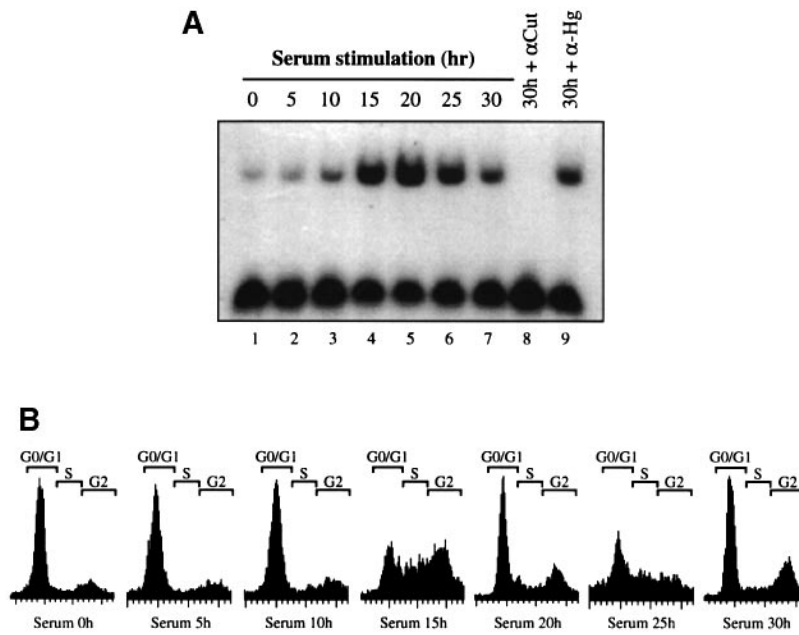 A
Serum stimulation (hr)
30h + αCut
30h + α-Hg
0 5 10 15 20 25 30
1 2 3 4 5 6 7 8 9
B
G0/G1 S G2
G0/G1 S G2
G0/G1 S G2
G0/G1 S G2
G0/G1 S G2
G0/G1 S G2
G0/G1 S G2
Serum 0h Serum 5h Serum 10h Serum 15h Serum 20h Serum 25h Serum 30h